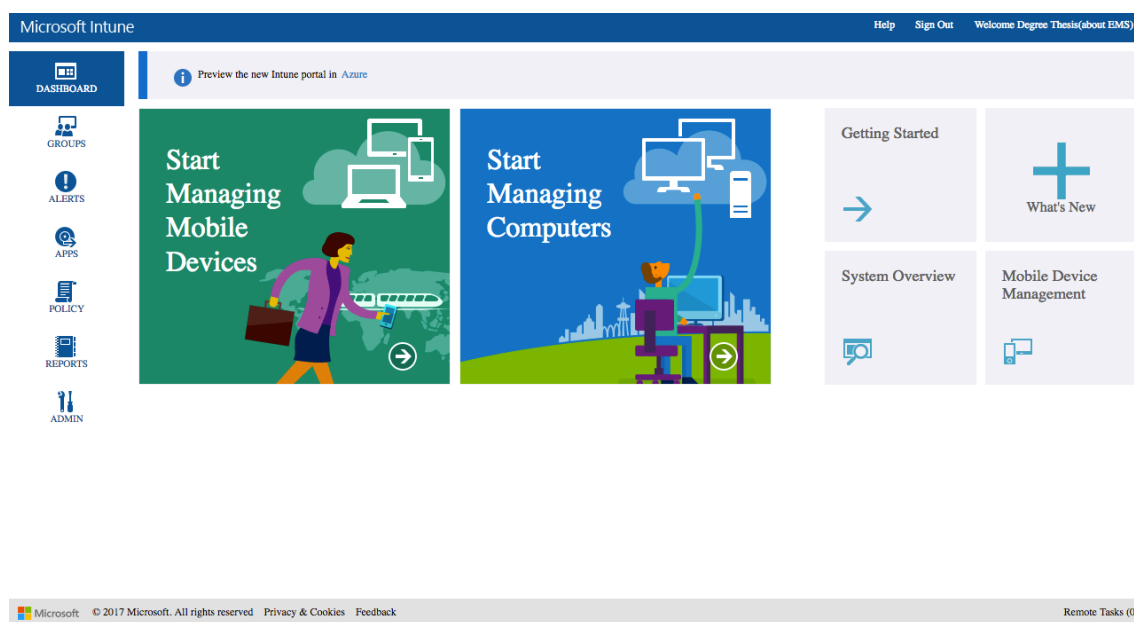 Microsoft Intune
Help Sign Out Welcome Degree Thesis(about EMS)
DASHBOARD
GROUPS
ALERTS
APPS
POLICY
REPORTS
ADMIN
Preview the new Intune portal in Azure
Start
Managing
Mobile
Devices
Start
Managing
Computers
Getting Started
What's New
System Overview
Mobile Device
Management
Microsoft © 2017 Microsoft. All rights reserved Privacy & Cookies Feedback
Remote Tasks (0